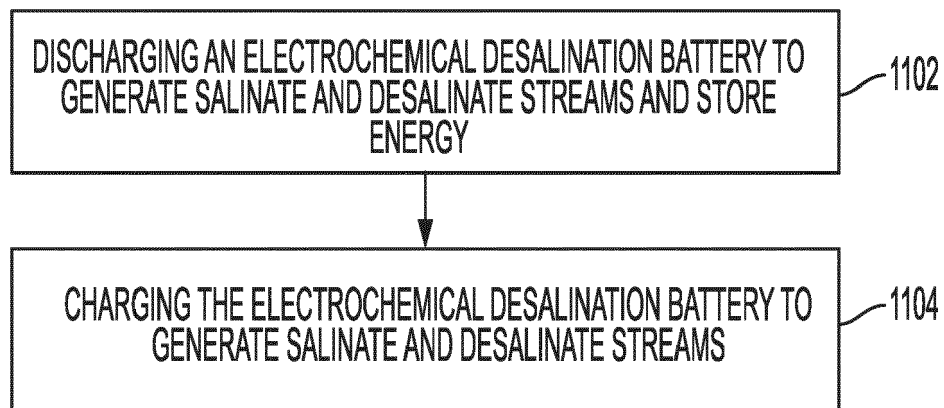 DISCHARGING AN ELECTROCHEMICAL DESALINATION BATTERY TO
GENERATE SALINATE AND DESALINATE STREAMS AND STORE
ENERGY
1102
CHARGING THE ELECTROCHEMICAL DESALINATION BATTERY TO
GENERATE SALINATE AND DESALINATE STREAMS
1104